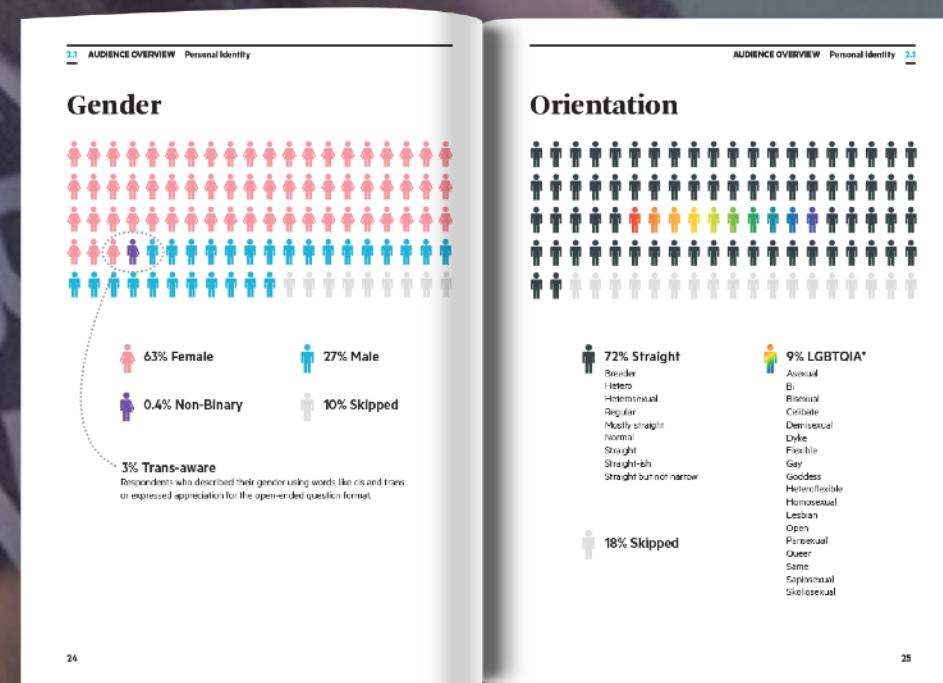 2.1 AUDIENCE OVERVIEW Personal Identity
Gender
63% Female
27% Male
0.4% Non-Binary
10% Skipped
3% Trans-aware
Respondents who described their gender using words like cis and trans
or expressed appreciation for the open-ended question format
24
AUDIENCE OVERVIEW Personal Identity 2.1
Orientation
72% Straight
Breeder
Hetero
Heterosexual
Regular
Mostly straight
Normal
Straight
Straight-ish
Straight but not narrow
18% Skipped
9% LGBTQIA*
Asexual
Bi
Bisexual
Celibate
Demisexual
Dyke
Flexible
Gay
Goddess
Heteroflexible
Homosexual
Lesbian
Open
Pansexual
Queer
Same
Sapiosexual
Skoliosexual
25